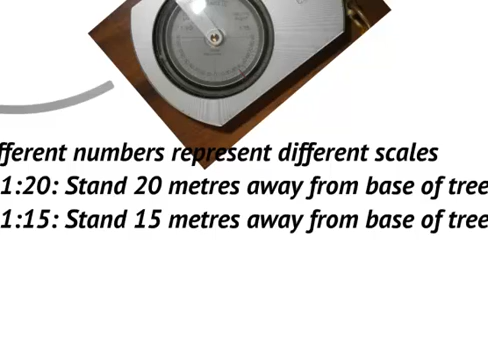 fferent numbers represent different scales
1:20: Stand 20 metres away from base of tree
1:15: Stand 15 metres away from base of tree